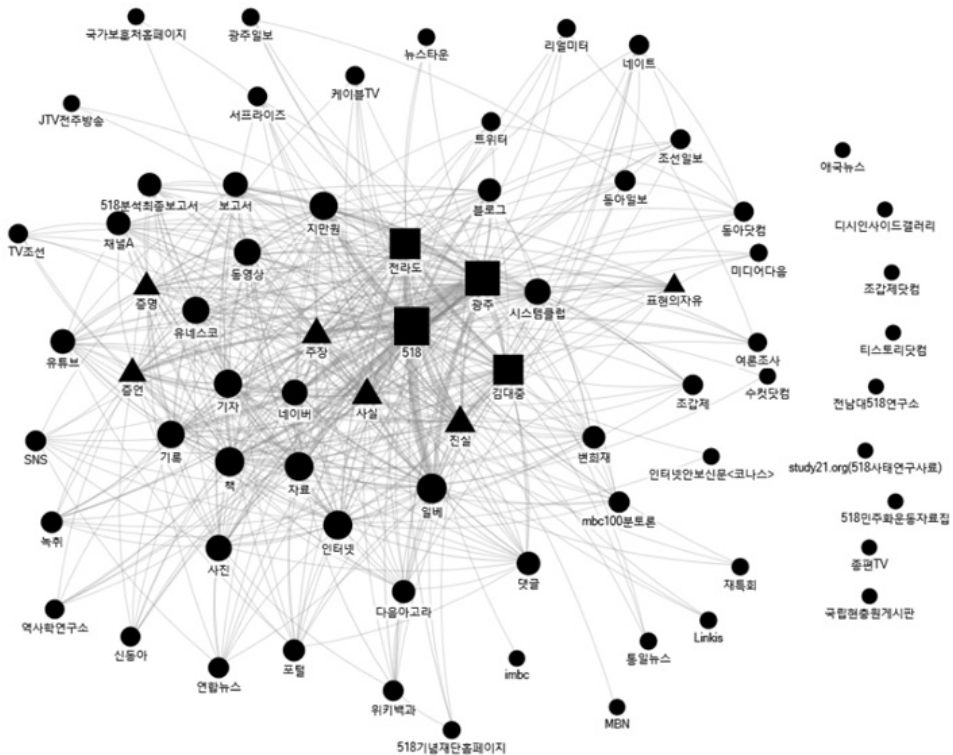 국가보훈처홈페이지
광주일보
뉴스타운
리얼미터
네이트
케이블TV
JTV전주방송
서프라이즈
트위터
조선일보
애국뉴스
518분석최종보고서
보고서
지만원
블로그
동아일보
동아닷컴
디시인사이드갤러리
TV조선
채널A
동영상
전라도
미디어다음
조갑제닷컴
증명
유네스코
광주
시스템클럽
표현의자유
유튜브
주장
518
여론조사
티스토리닷컴
증언
기자
네이버
사실
김대중
조갑제
수컷닷컴
전남대518연구소
SNS
기록
책
자료
진실
변희재
인터넷안보신문<코나스>
study21.org(518사태연구사료)
일베
mbc100분토론
518민주화운동자료집
녹취
사진
인터넷
댓글
재특회
종편TV
역사학연구소
다음아고라
국립현충원게시판
신동아
연합뉴스
포털
imbc
통일뉴스
Linkis
위키백과
MBN
518기념재단홈페이지